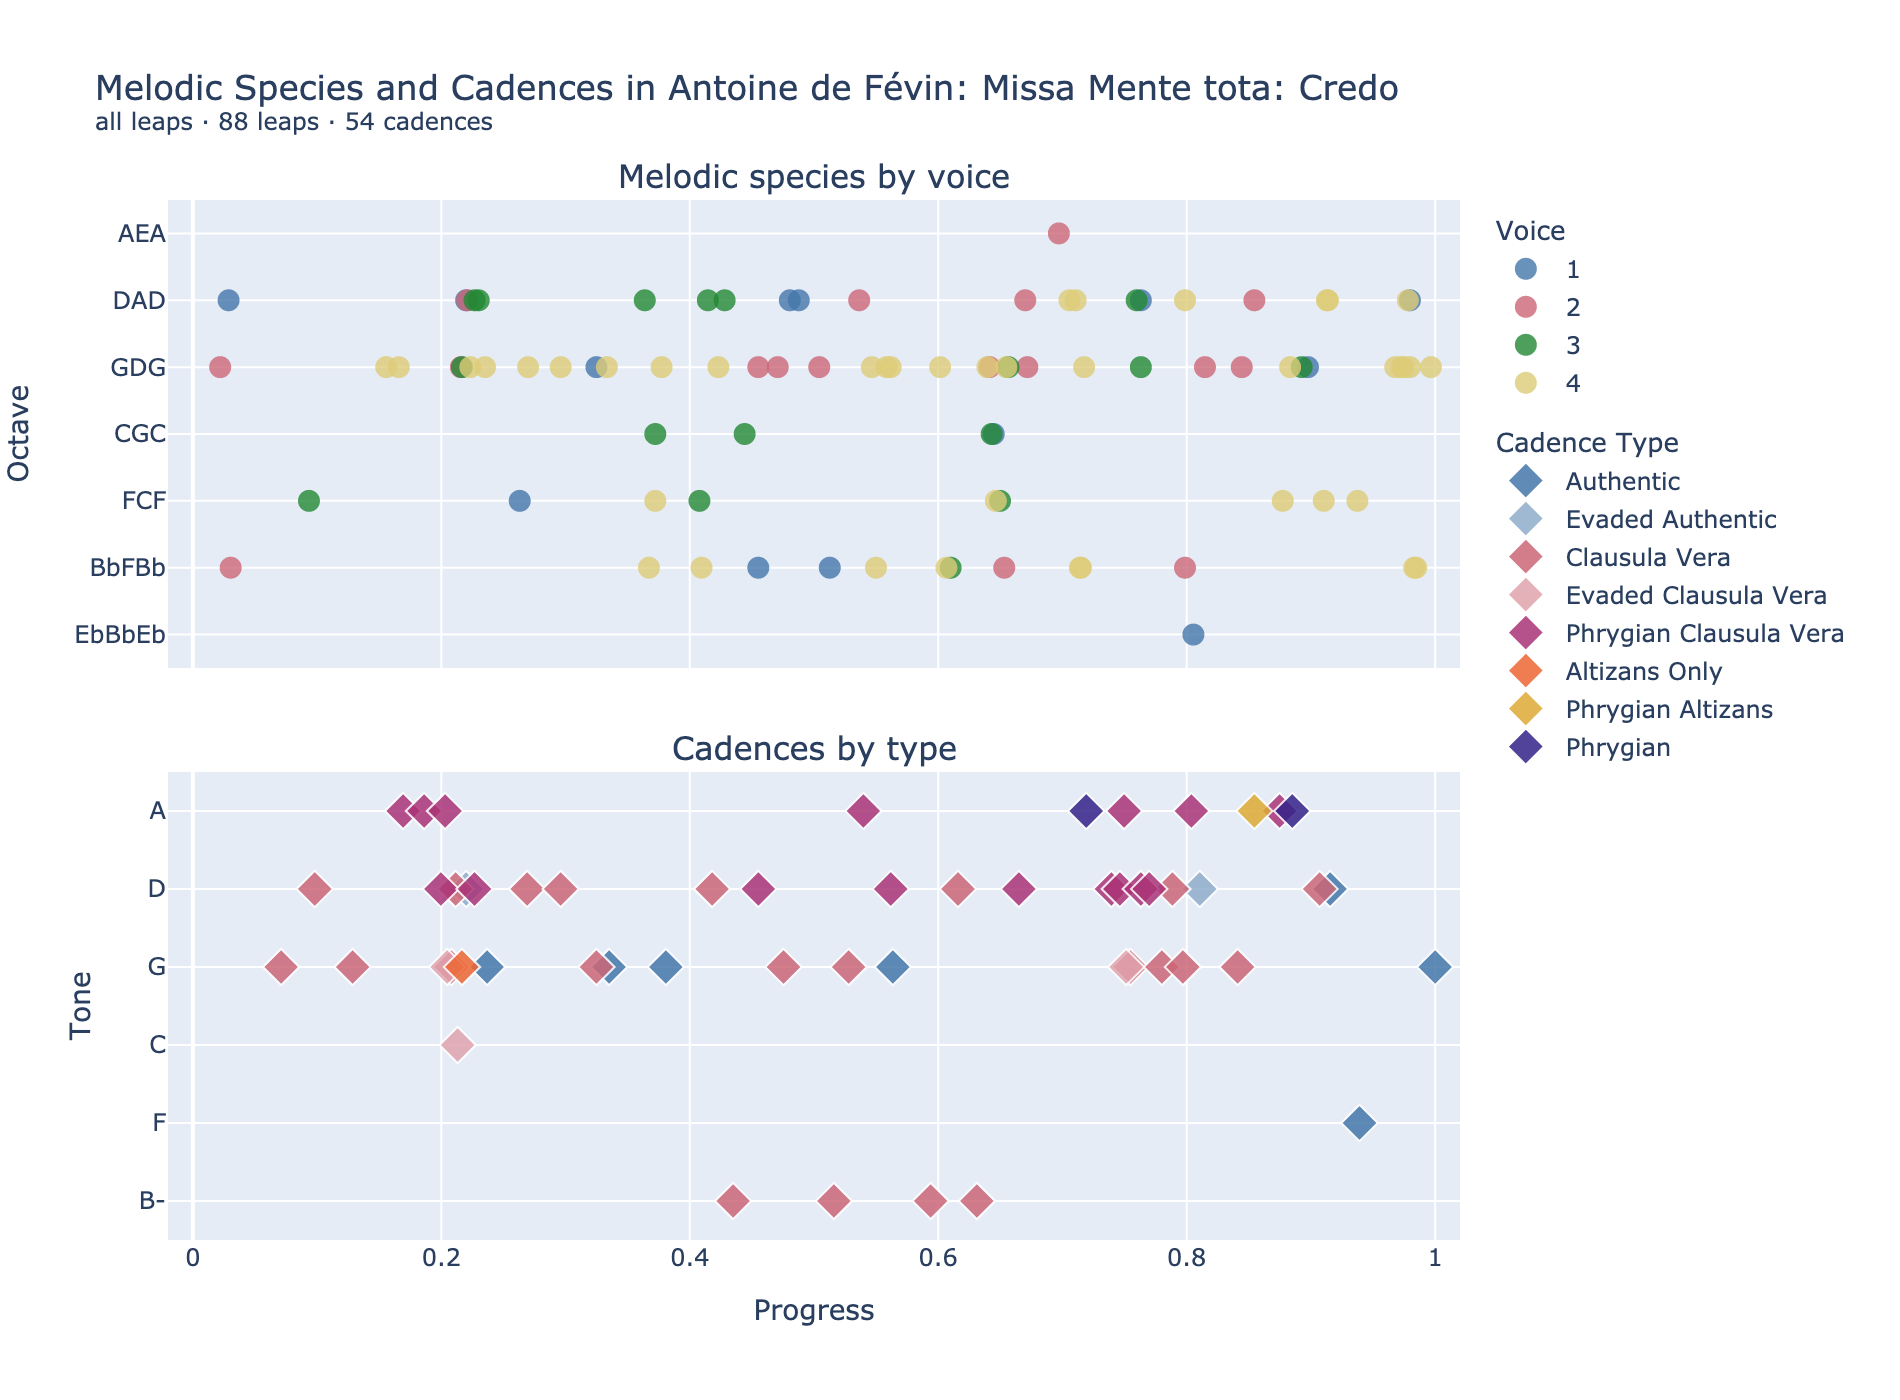 Melodic Species and Cadences in Antoine de Févin: Missa Mente tota: Credo
all leaps · 88 leaps · 54 cadences
Melodic species by voice
Octave
AEA
DAD
GDG
CGC
FCF
BbFBb
EbBbEb
Voice
1
2
3
4
Cadence Type
Authentic
Evaded Authentic
Clausula Vera
Evaded Clausula Vera
Phrygian Clausula Vera
Altizans Only
Phrygian Altizans
Phrygian
Cadences by type
Tone
A
D
G
C
F
B-
0 0.2 0.4 0.6 0.8 1
Progress